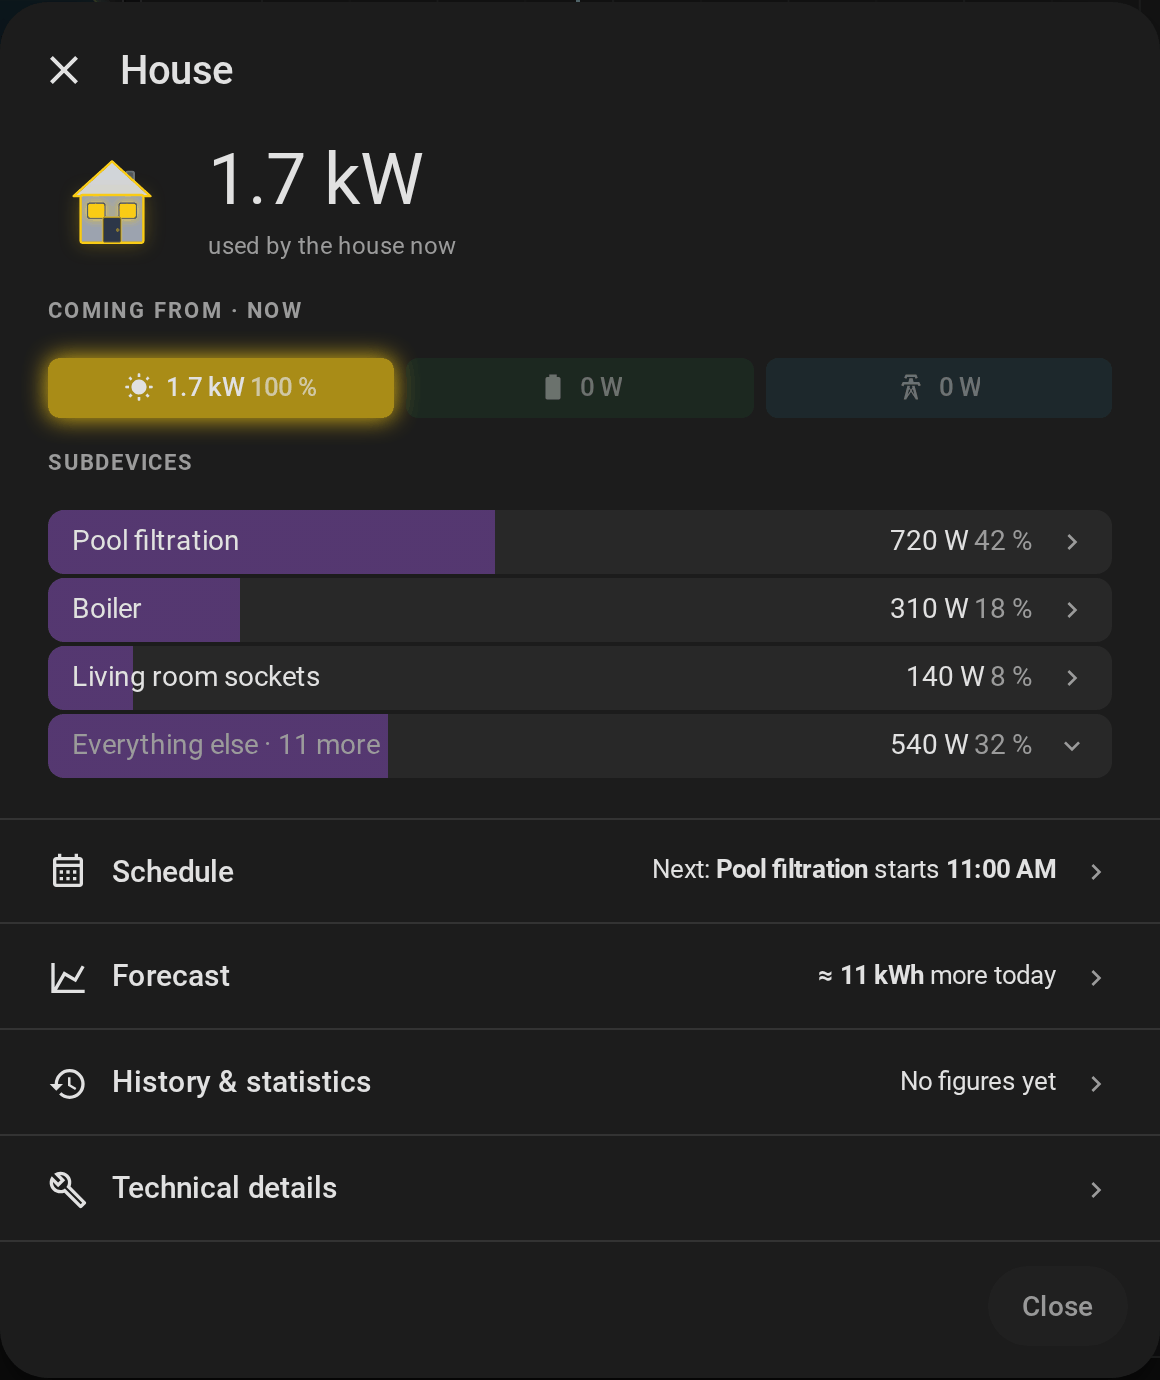 House
1.7 kW
used by the house now
COMING FROM · NOW
1.7 kW 100 %
0 W
0 W
SUBDEVICES
Pool filtration 720 W 42 %
Boiler 310 W 18 %
Living room sockets 140 W 8 %
Everything else · 11 more 540 W 32 %
Schedule Next: Pool filtration starts 11:00 AM
Forecast ≈ 11 kWh more today
History & statistics No figures yet
Technical details
Close